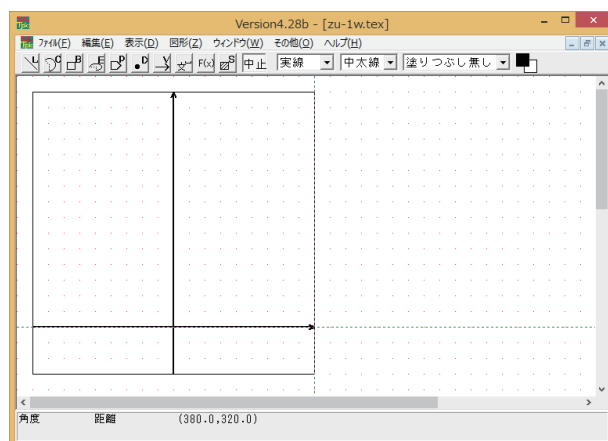 Version4.28b - [zu-1w.tex]
ファイル(F) 編集(E) 表示(D) 図形(Z) ウィンドウ(W) その他(O) ヘルプ(H)
L C B E P D V 文 F(x) S 中止 実線 中太線 塗りつぶし無し
角度 距離 (380.0,320.0)